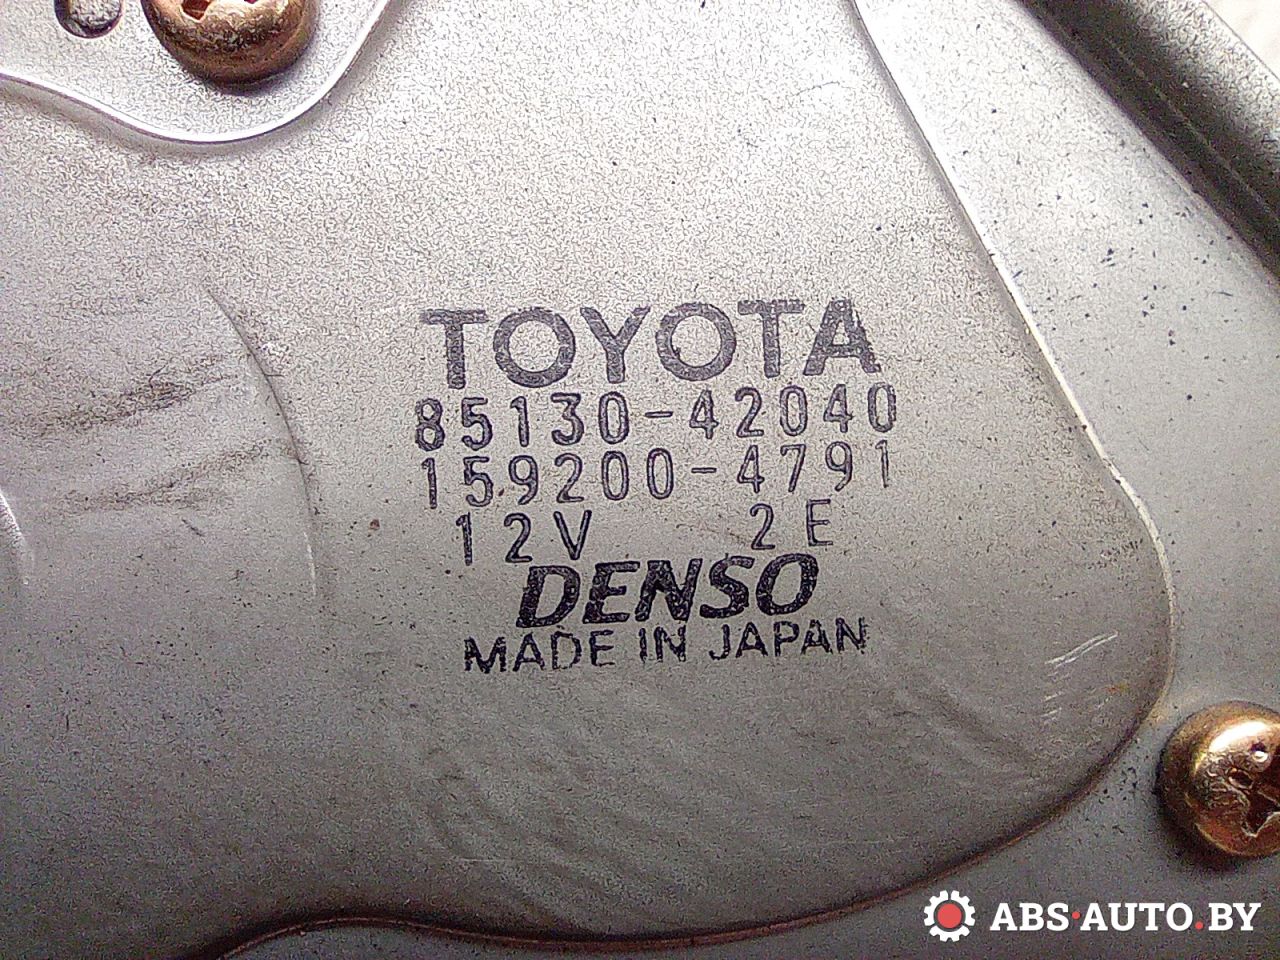 TOYOTA
85130-42040
159200-4791
12V 2E
DENSO
MADE IN JAPAN
ABS·AUTO.BY